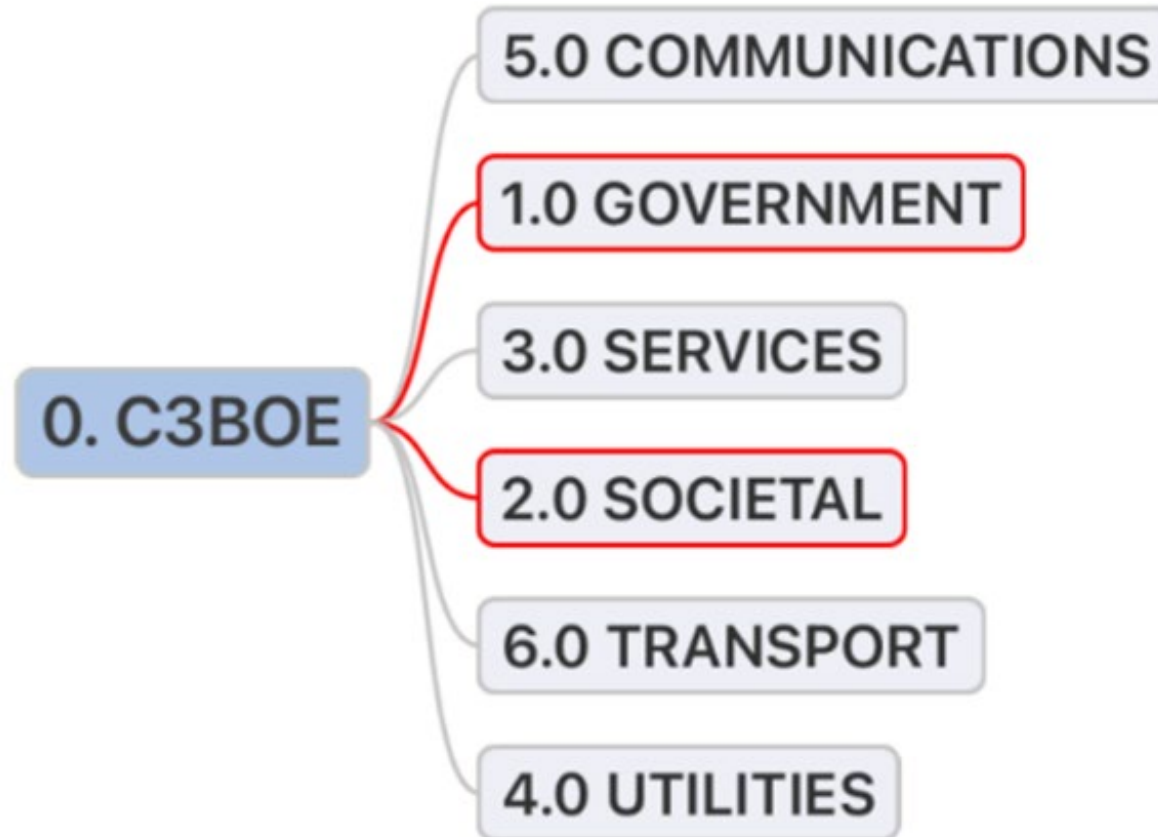 5.0 COMMUNICATIONS
1.0 GOVERNMENT
3.0 SERVICES
0. C3BOE
2.0 SOCIETAL
6.0 TRANSPORT
4.0 UTILITIES